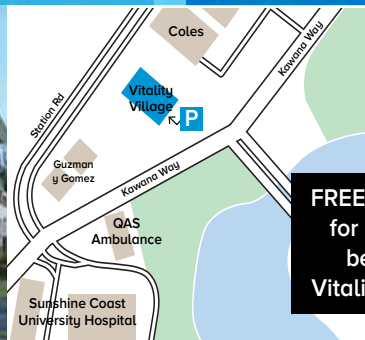 Coles
Kawana Way
Vitality
Village
P
Station Rd
Guzman
y Gomez
Kawana Way
QAS
Ambulance
FREE
for
be
Vitali
Sunshine Coast
University Hospital